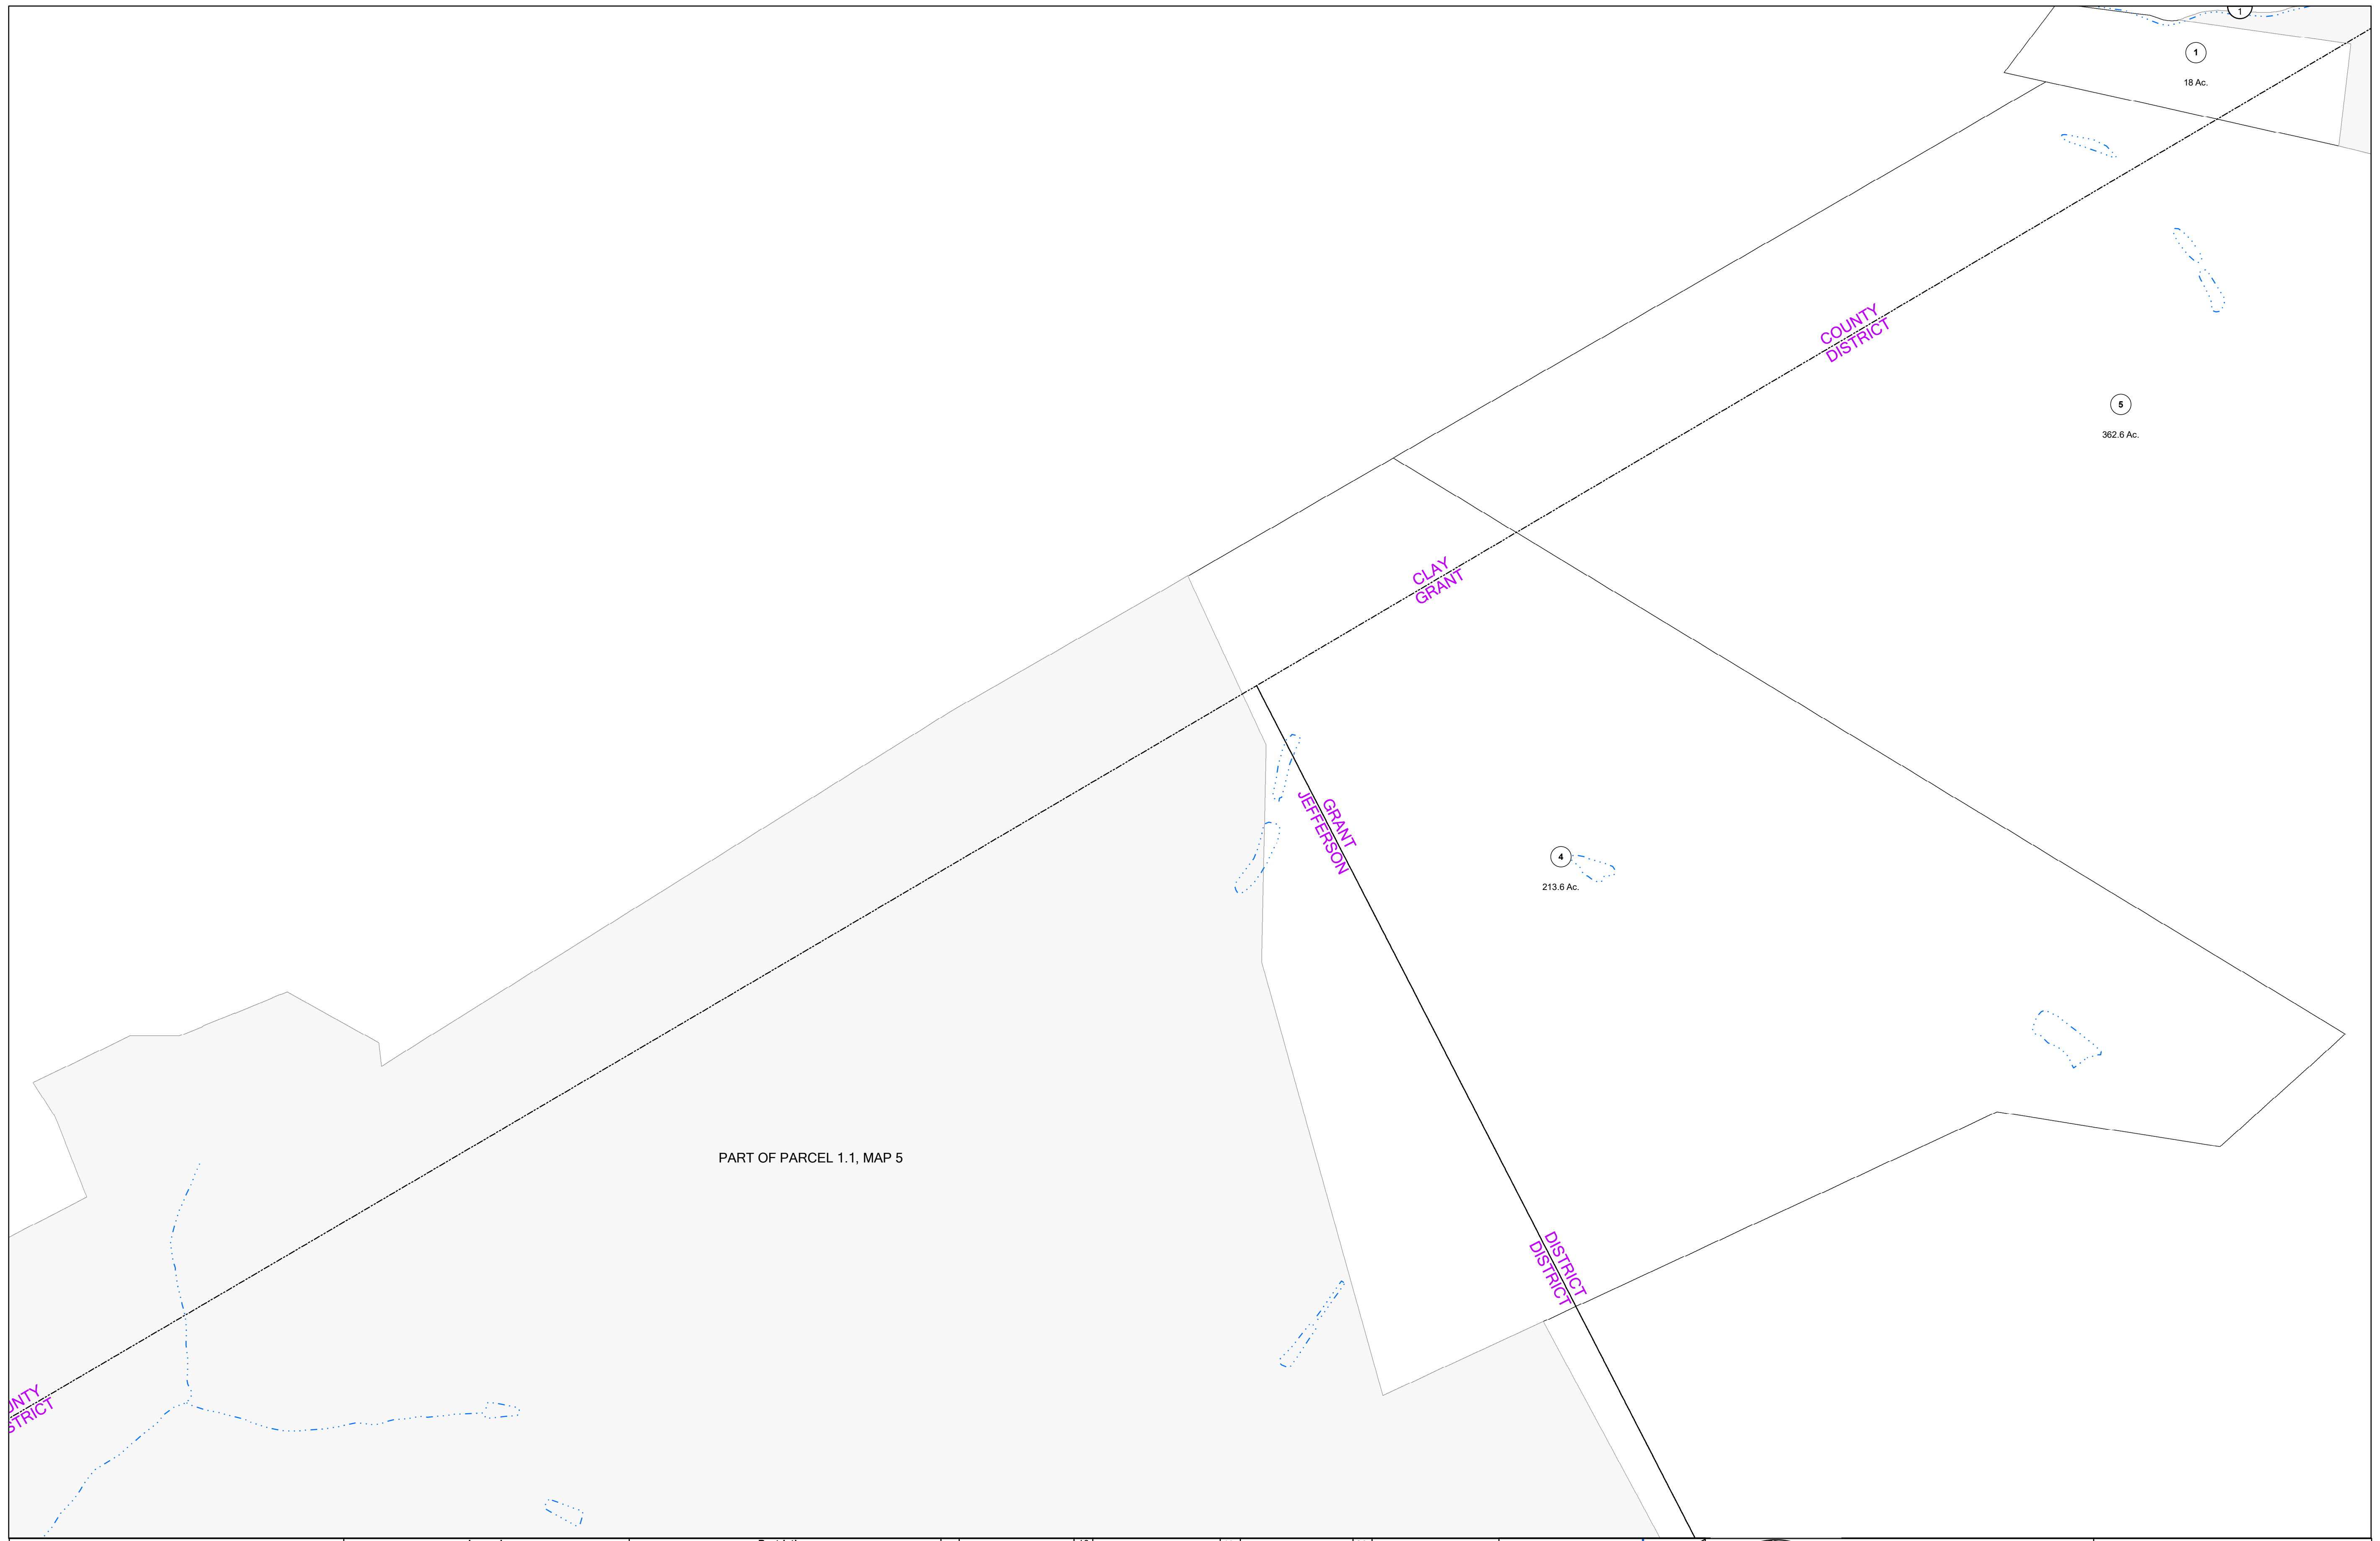 1
1
18 Ac.
COUNTY
DISTRICT
5
362.6 Ac.
CLAY
GRANT
GRANT
JEFFERSON
4
213.6 Ac.
PART OF PARCEL 1.1, MAP 5
DISTRICT
DISTRICT
UNTY
STRICT